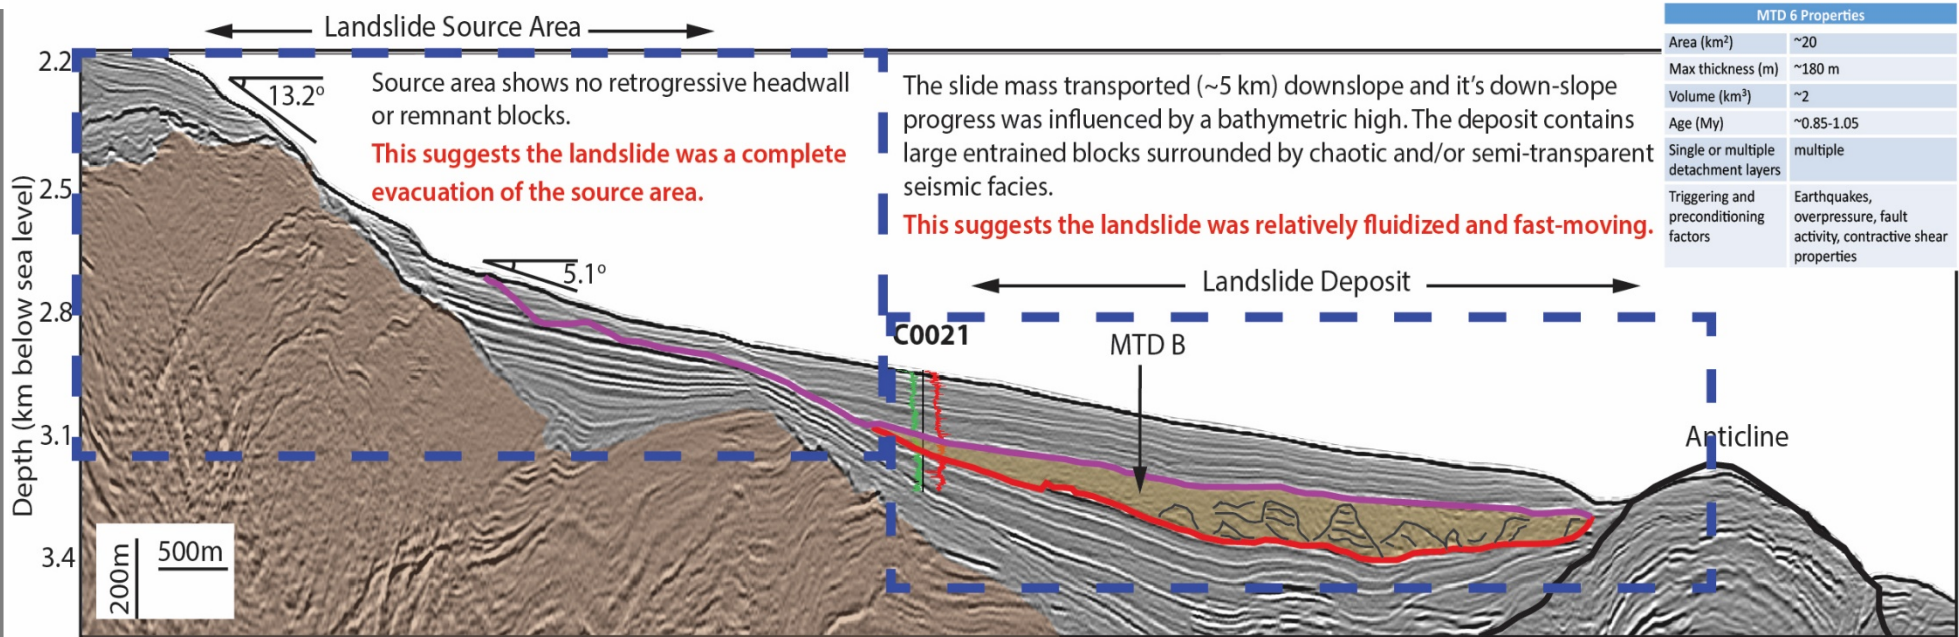 Landslide Source Area
2.2
2.5
2.8
3.1
3.4
Depth (km below sea level)
13.2º
Source area shows no retrogressive headwall
or remnant blocks.
This suggests the landslide was a complete
evacuation of the source area.
5.1º
The slide mass transported (~5 km) downslope and it's down-slope
progress was influenced by a bathymetric high. The deposit contains
large entrained blocks surrounded by chaotic and/or semi-transparent
seismic facies.
This suggests the landslide was relatively fluidized and fast-moving.
Landslide Deposit
C0021
MTD B
Anticline
200m
500m
MTD 6 Properties
Area (km²) ~20
Max thickness (m) ~180 m
Volume (km³) ~2
Age (My) ~0.85-1.05
Single or multiple multiple
detachment layers
Triggering and Earthquakes,
preconditioning overpressure, fault
factors activity, contractive shear
properties